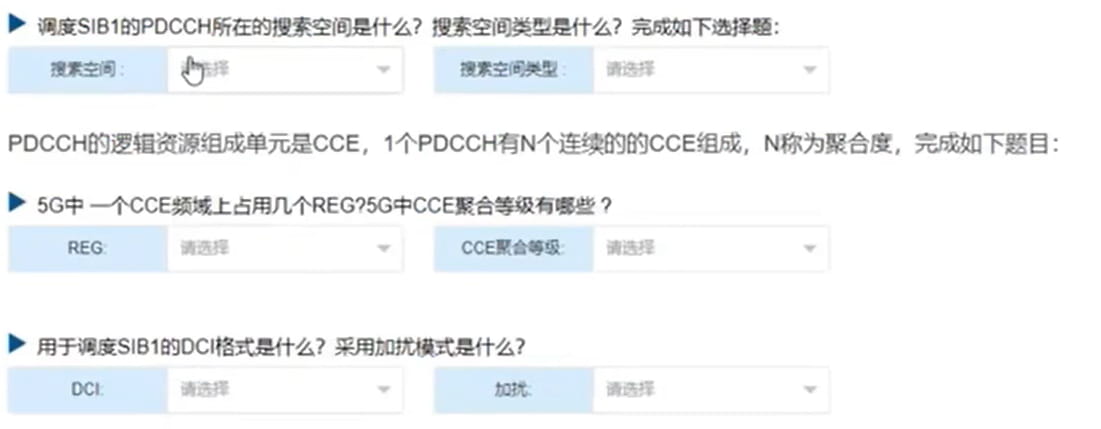 调度SIB1的PDCCH所在的搜索空间是什么？搜索空间类型是什么？完成如下选择题：
搜素空间： 选择 搜素空间类型： 请选择
PDCCH的逻辑资源组成单元是CCE，1个PDCCH有N个连续的的CCE组成，N称为聚合度，完成如下题目：
5G中 一个CCE频域上占用几个REG?5G中CCE聚合等级有哪些？
REG: 请选择 CCE聚合等级: 请选择
用于调度SIB1的DCI格式是什么？采用加扰模式是什么？
DCI: 请选择 加扰: 请选择